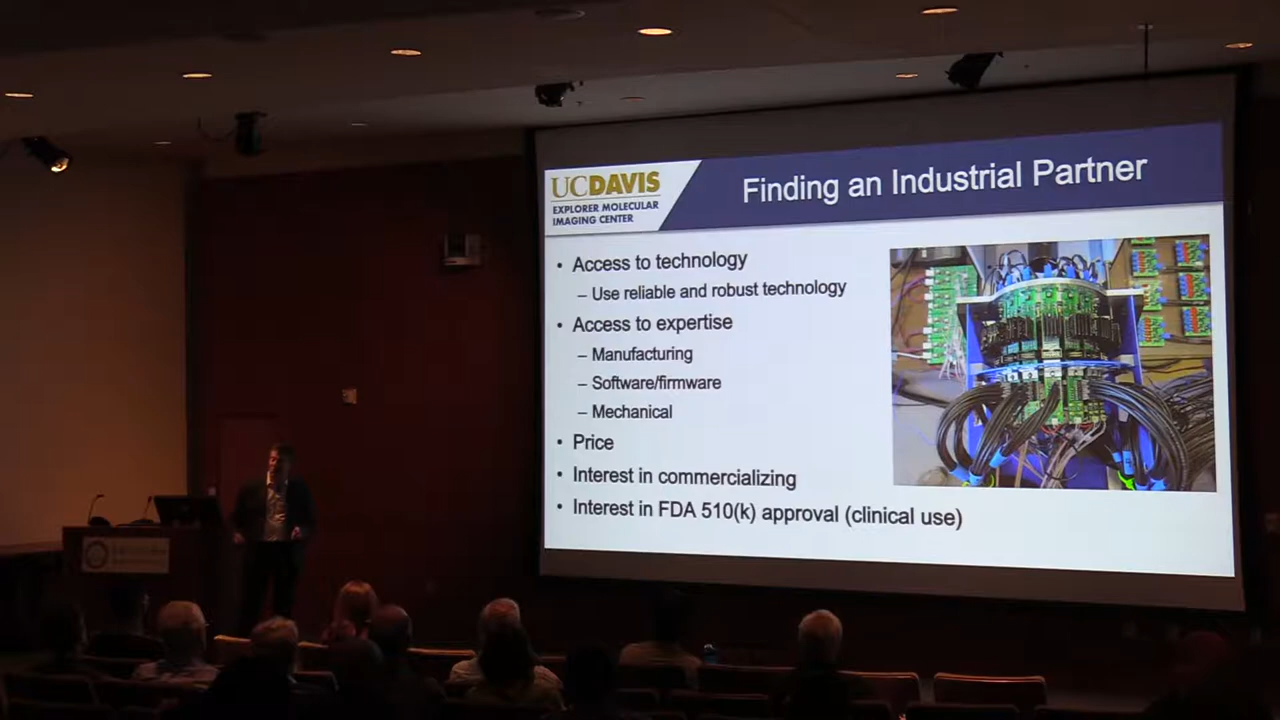 UCDAVIS
EXPLORER MOLECULAR
IMAGING CENTER
Finding an Industrial Partner
• Access to technology
– Use reliable and robust technology
• Access to expertise
– Manufacturing
– Software/firmware
– Mechanical
• Price
• Interest in commercializing
• Interest in FDA 510(k) approval (clinical use)